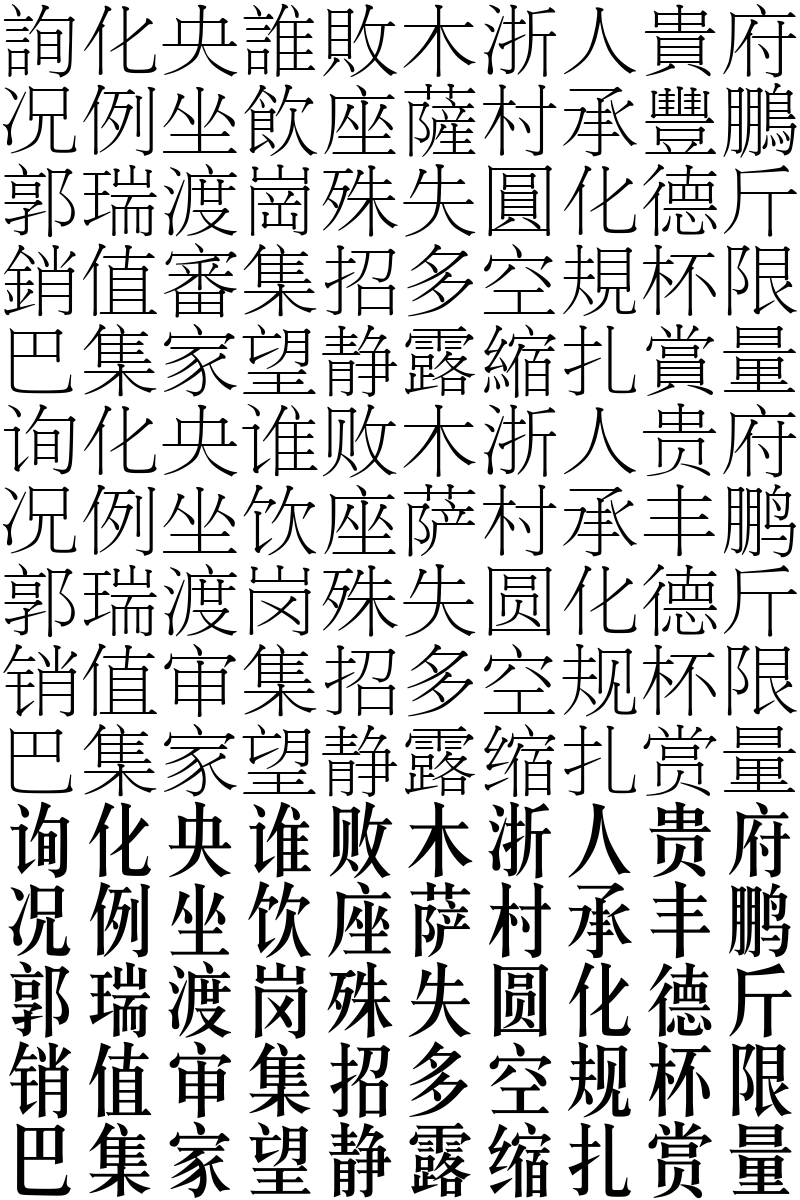 詢化央誰敗木浙人貴府
况例坐飲座薩村承豐鵬
郭瑞渡崗殊失圓化德斤
銷值審集招多空規杯限
巴集家望静露縮扎賞量
询化央谁败木浙人贵府
况例坐饮座萨村承丰鹏
郭瑞渡岗殊失圆化德斤
销值审集招多空规杯限
巴集家望静露缩扎赏量
询化央谁败木浙人贵府
况例坐饮座萨村承丰鹏
郭瑞渡岗殊失圆化德斤
销值审集招多空规杯限
巴集家望静露缩扎赏量